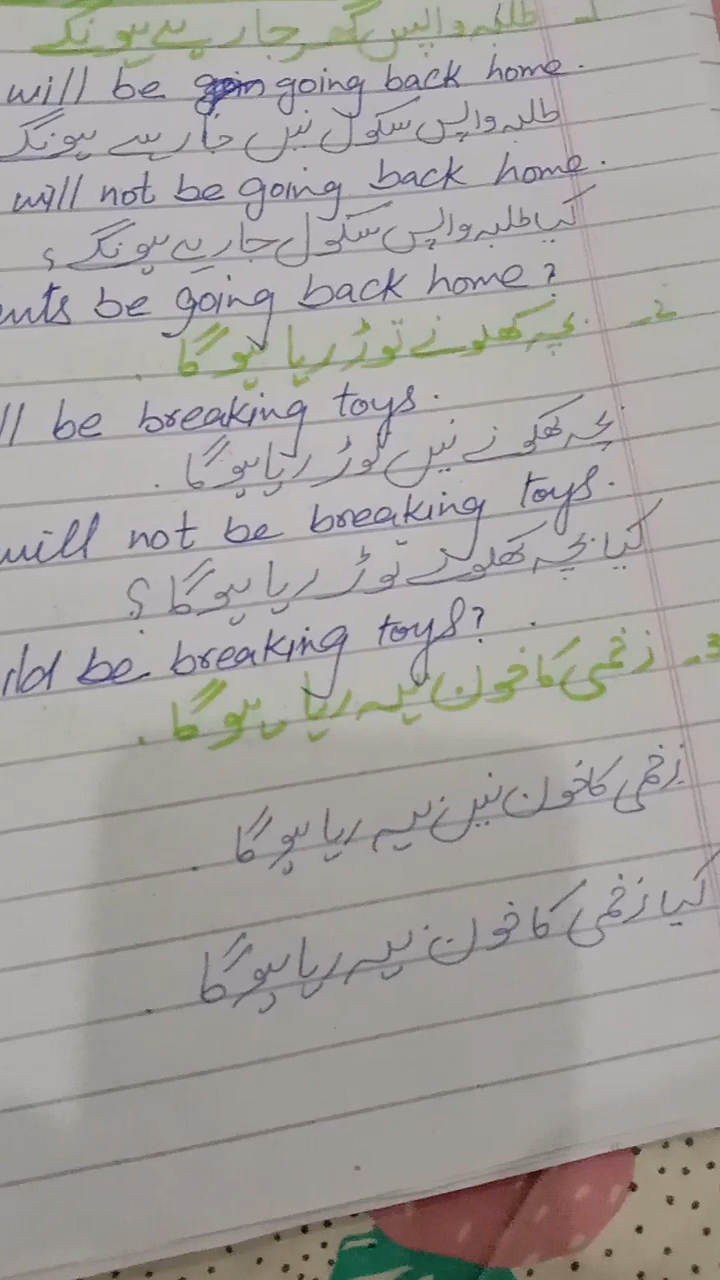 1. طلبہ واپس گھر جا رہے ہونگے
will be going back home.
طلبہ واپس سکول نہیں جا رہے ہونگے
will not be going back home.
کیا طلبہ واپس سکول جا رہے ہونگے؟
ents be going back home?
2. بچہ کھلونے توڑ رہا ہوگا.
ll be breaking toys.
بچہ کھلونے نہیں توڑ رہا ہوگا.
will not be breaking toys.
کیا بچہ کھلونے توڑ رہا ہوگا؟
ild be breaking toys?
3. زخمی کا خون بہہ رہا ہوگا.
زخمی کا خون نہیں بہہ رہا ہوگا.
کیا زخمی کا خون بہہ رہا ہوگا.